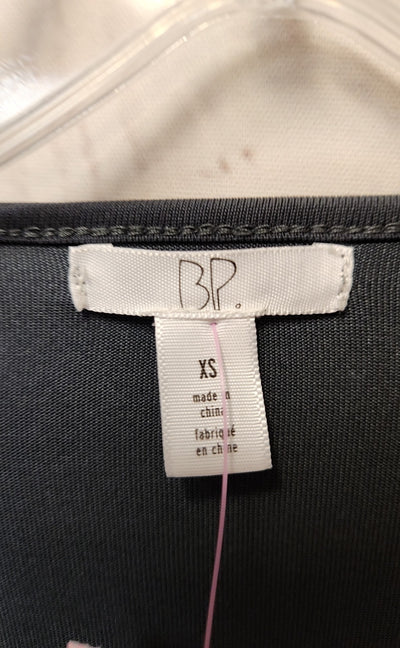 BP.
XS
made in
china
fabriqué
en chine